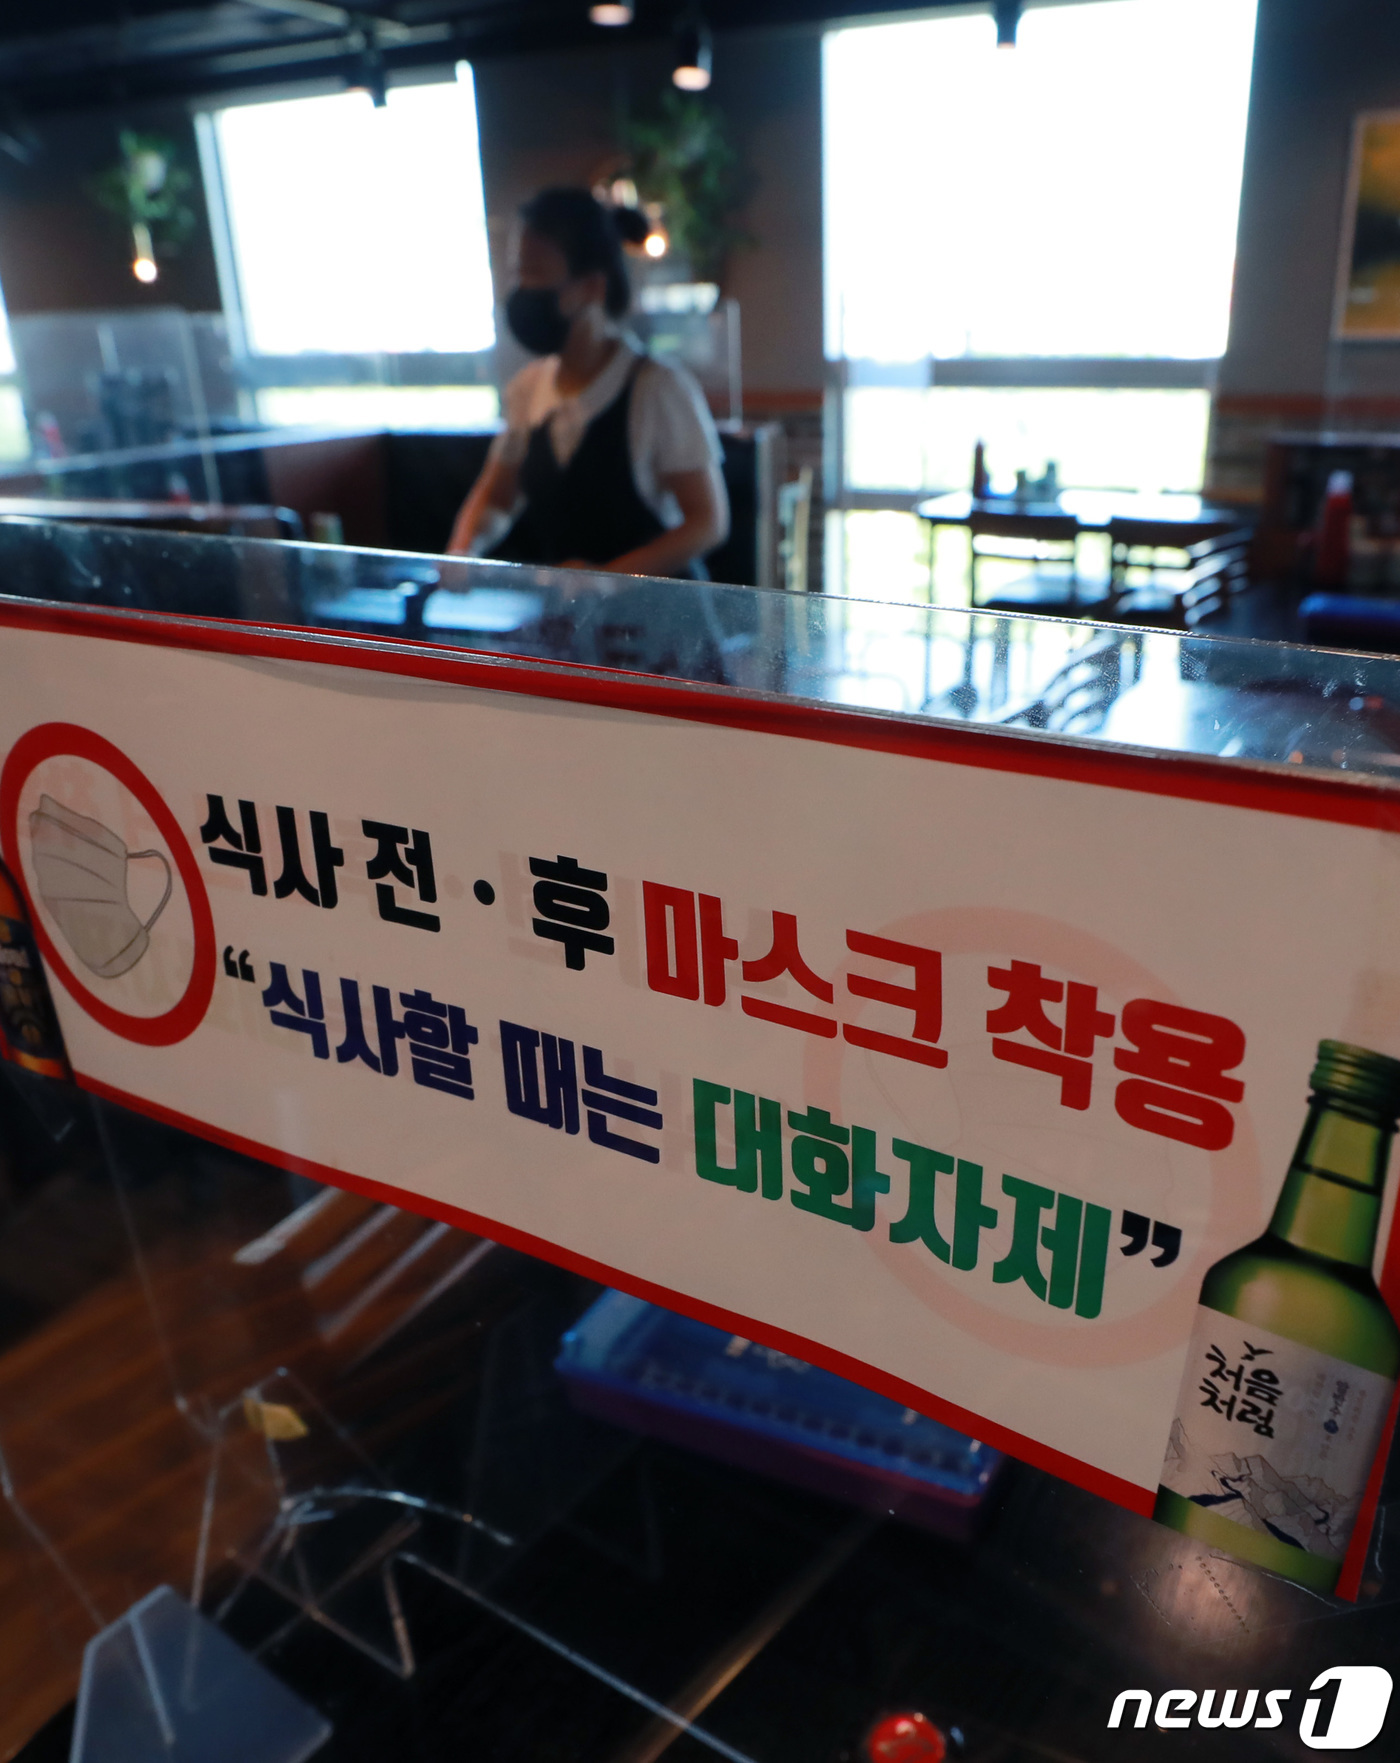 식사 전 · 후 마스크 착용
“식사할 때는 대화자제”
처음
처럼
news1